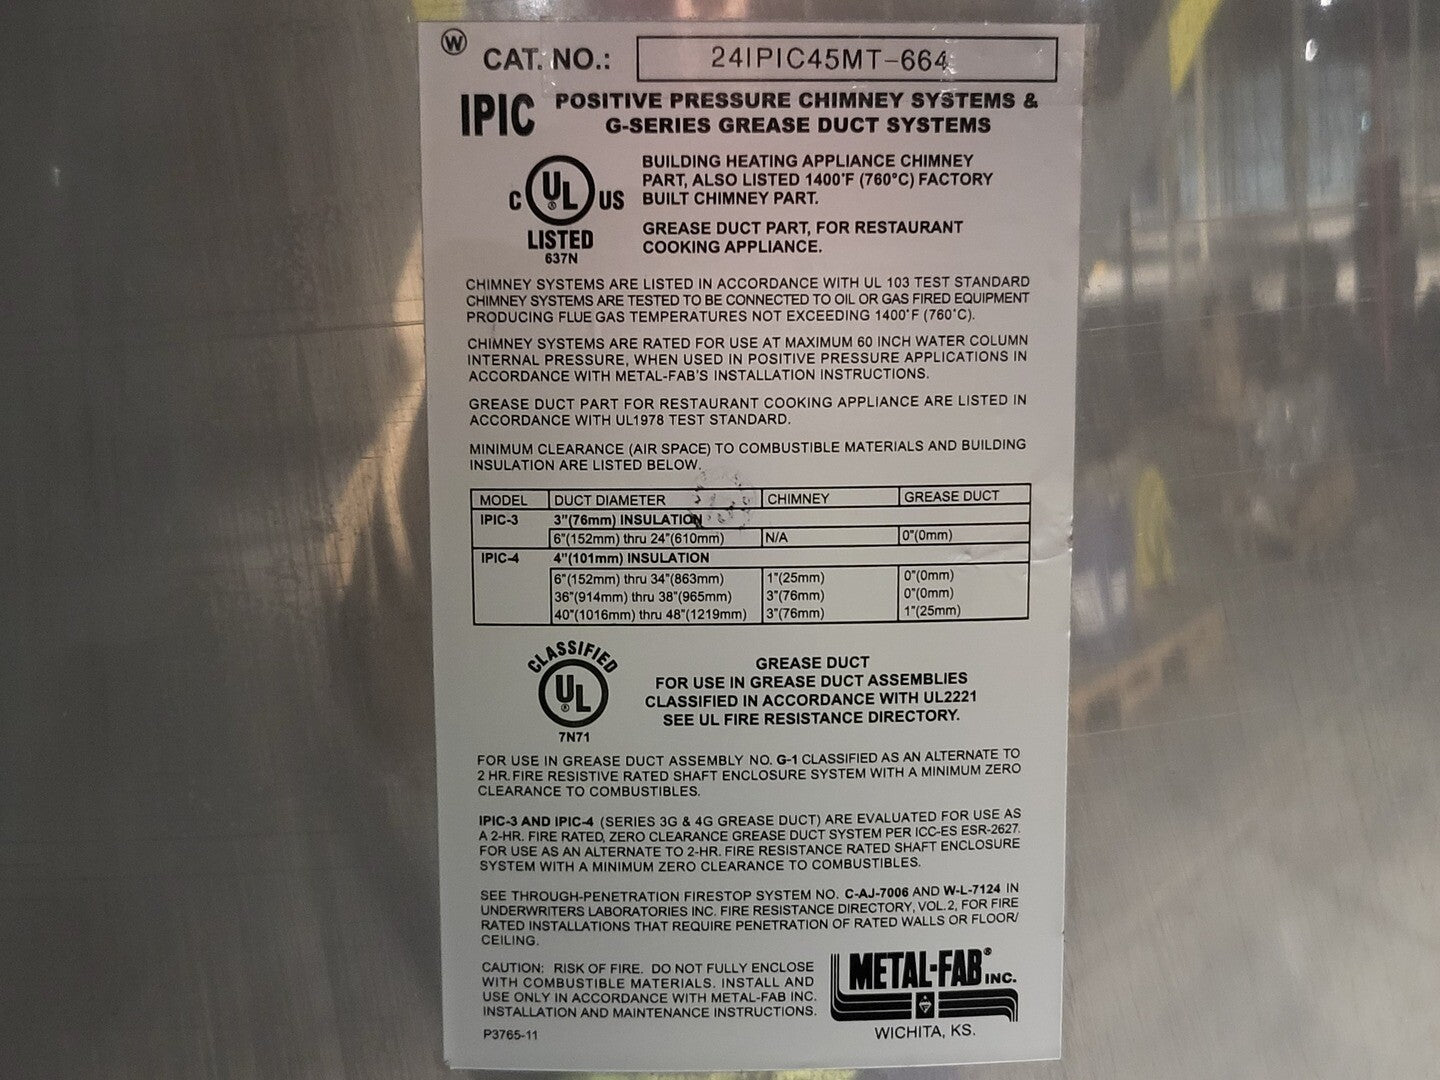 W CAT. NO.: 24IPIC45MT-664
IPIC POSITIVE PRESSURE CHIMNEY SYSTEMS &
G-SERIES GREASE DUCT SYSTEMS
C UL ® US
LISTED
637N
BUILDING HEATING APPLIANCE CHIMNEY
PART, ALSO LISTED 1400°F (760°C) FACTORY
BUILT CHIMNEY PART.
GREASE DUCT PART, FOR RESTAURANT
COOKING APPLIANCE.
CHIMNEY SYSTEMS ARE LISTED IN ACCORDANCE WITH UL 103 TEST STANDARD
CHIMNEY SYSTEMS ARE TESTED TO BE CONNECTED TO OIL OR GAS FIRED EQUIPMENT
PRODUCING FLUE GAS TEMPERATURES NOT EXCEEDING 1400°F (760°C).
CHIMNEY SYSTEMS ARE RATED FOR USE AT MAXIMUM 60 INCH WATER COLUMN
INTERNAL PRESSURE, WHEN USED IN POSITIVE PRESSURE APPLICATIONS IN
ACCORDANCE WITH METAL-FAB'S INSTALLATION INSTRUCTIONS.
GREASE DUCT PART FOR RESTAURANT COOKING APPLIANCE ARE LISTED IN
ACCORDANCE WITH UL1978 TEST STANDARD.
MINIMUM CLEARANCE (AIR SPACE) TO COMBUSTIBLE MATERIALS AND BUILDING
INSULATION ARE LISTED BELOW.
MODEL DUCT DIAMETER CHIMNEY GREASE DUCT
IPIC-3 3"(76mm) INSULATION
6"(152mm) thru 24"(610mm) N/A 0"(0mm)
IPIC-4 4"(101mm) INSULATION
6"(152mm) thru 34"(863mm) 1"(25mm) 0"(0mm)
36"(914mm) thru 38"(965mm) 3"(76mm) 0"(0mm)
40"(1016mm) thru 48"(1219mm) 3"(76mm) 1"(25mm)
CLASSIFIED
UL ®
7N71
GREASE DUCT
FOR USE IN GREASE DUCT ASSEMBLIES
CLASSIFIED IN ACCORDANCE WITH UL2221
SEE UL FIRE RESISTANCE DIRECTORY.
FOR USE IN GREASE DUCT ASSEMBLY NO. G-1 CLASSIFIED AS AN ALTERNATE TO
2 HR. FIRE RESISTIVE RATED SHAFT ENCLOSURE SYSTEM WITH A MINIMUM ZERO
CLEARANCE TO COMBUSTIBLES.
IPIC-3 AND IPIC-4 (SERIES 3G & 4G GREASE DUCT) ARE EVALUATED FOR USE AS
A 2-HR. FIRE RATED, ZERO CLEARANCE GREASE DUCT SYSTEM PER ICC-ES ESR-2627.
FOR USE AS AN ALTERNATE TO 2-HR. FIRE RESISTANCE RATED SHAFT ENCLOSURE
SYSTEM WITH A MINIMUM ZERO CLEARANCE TO COMBUSTIBLES.
SEE THROUGH-PENETRATION FIRESTOP SYSTEM NO. C-AJ-7006 AND W-L-7124 IN
UNDERWRITERS LABORATORIES INC. FIRE RESISTANCE DIRECTORY, VOL.2, FOR FIRE
RATED INSTALLATIONS THAT REQUIRE PENETRATION OF RATED WALLS OR FLOOR/
CEILING.
CAUTION: RISK OF FIRE. DO NOT FULLY ENCLOSE
WITH COMBUSTIBLE MATERIALS. INSTALL AND
USE ONLY IN ACCORDANCE WITH METAL-FAB INC.
INSTALLATION AND MAINTENANCE INSTRUCTIONS.
P3765-11
METAL-FAB® INC.
WICHITA, KS.